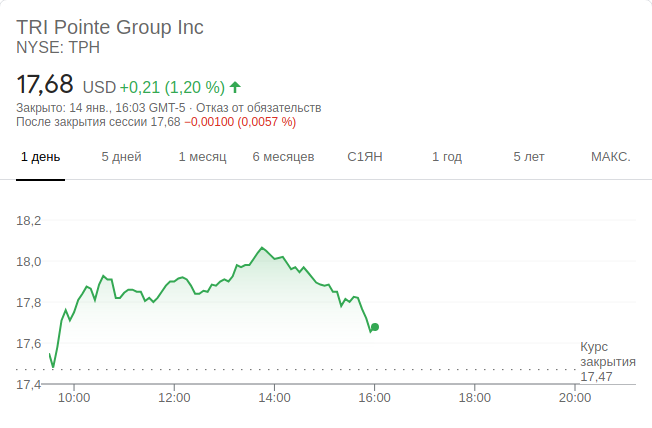 TRI Pointe Group Inc
NYSE: TPH
17,68 USD +0,21 (1,20 %)
Закрыто: 14 янв., 16:03 GMT-5 · Отказ от обязательств
После закрытия сессии 17,68 −0,00100 (0,0057 %)
1 день 5 дней 1 месяц 6 месяцев С1ЯН 1 год 5 лет МАКС.
18,2
18,0
17,8
17,6
17,4
Курс
закрытия
17,47
10:00 12:00 14:00 16:00 18:00 20:00